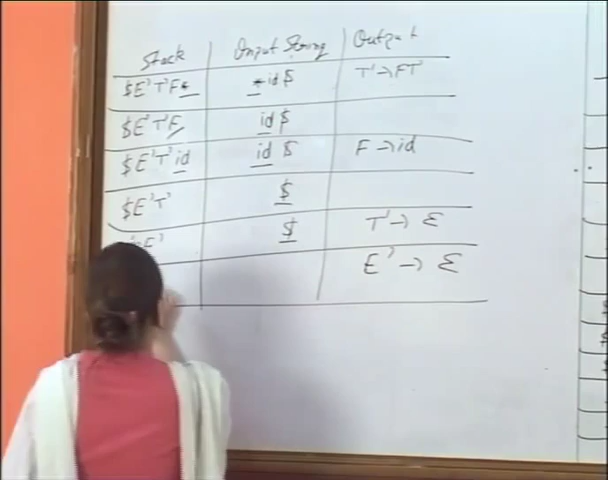 Stack Input String Output
$E'T'F* *id$ T'→FT'
$E'T'F id$
$E'T'id id$ F→id
$E'T' $
$E' $ T'→ε
E'→ε